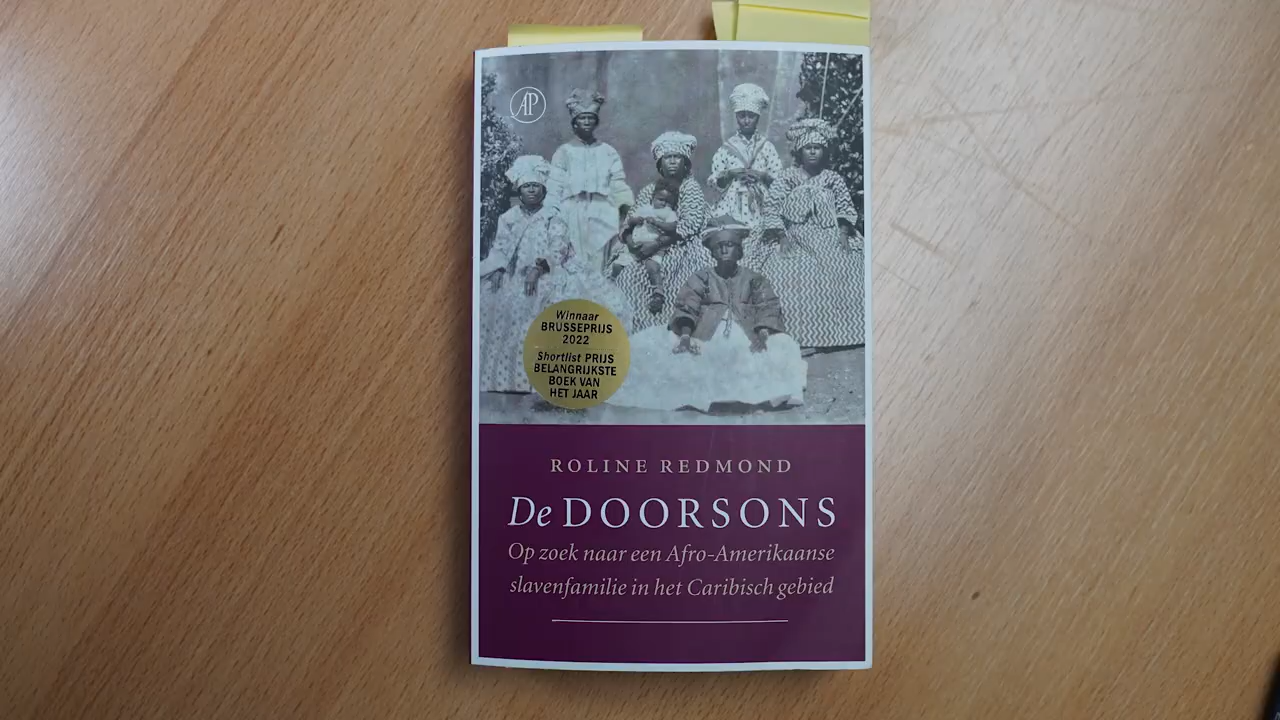 AP
Winnaar
BRUSSEPRIJS
2022
Shortlist PRIJS
BELANGRIJKSTE
BOEK VAN
HET JAAR
ROLINE REDMOND
De DOORSONS
Op zoek naar een Afro-Amerikaanse
slavenfamilie in het Caribisch gebied